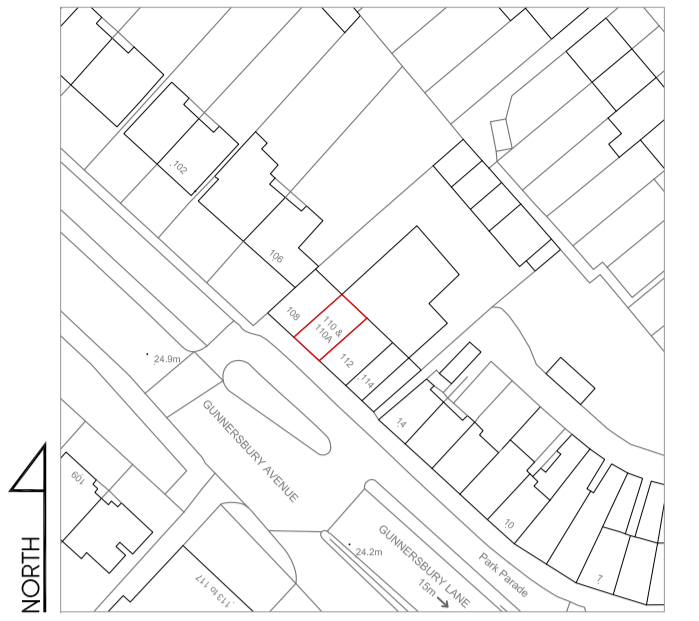 102
106
108
110 &
110A
112
114
24.9m
14
GUNNERSBURY AVENUE
109
10
24.2m
GUNNERSBURY LANE
15m
Park Parade
7
113 to 117
NORTH